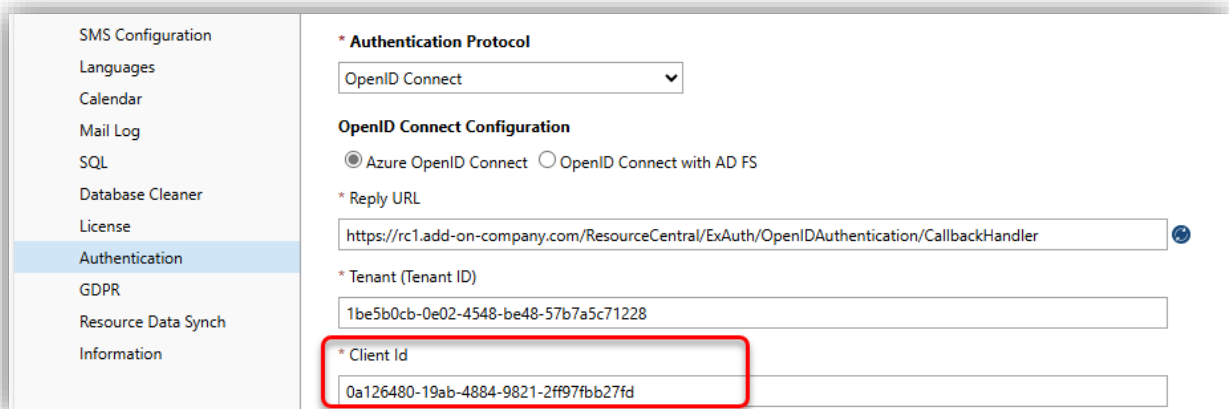 SMS Configuration
Languages
Calendar
Mail Log
SQL
Database Cleaner
License
Authentication
GDPR
Resource Data Synch
Information
* Authentication Protocol
OpenID Connect
OpenID Connect Configuration
Azure OpenID Connect OpenID Connect with AD FS
* Reply URL
https://rc1.add-on-company.com/ResourceCentral/ExAuth/OpenIDAuthentication/CallbackHandler
* Tenant (Tenant ID)
1be5b0cb-0e02-4548-be48-57b7a5c71228
* Client Id
0a126480-19ab-4884-9821-2ff97fbb27fd